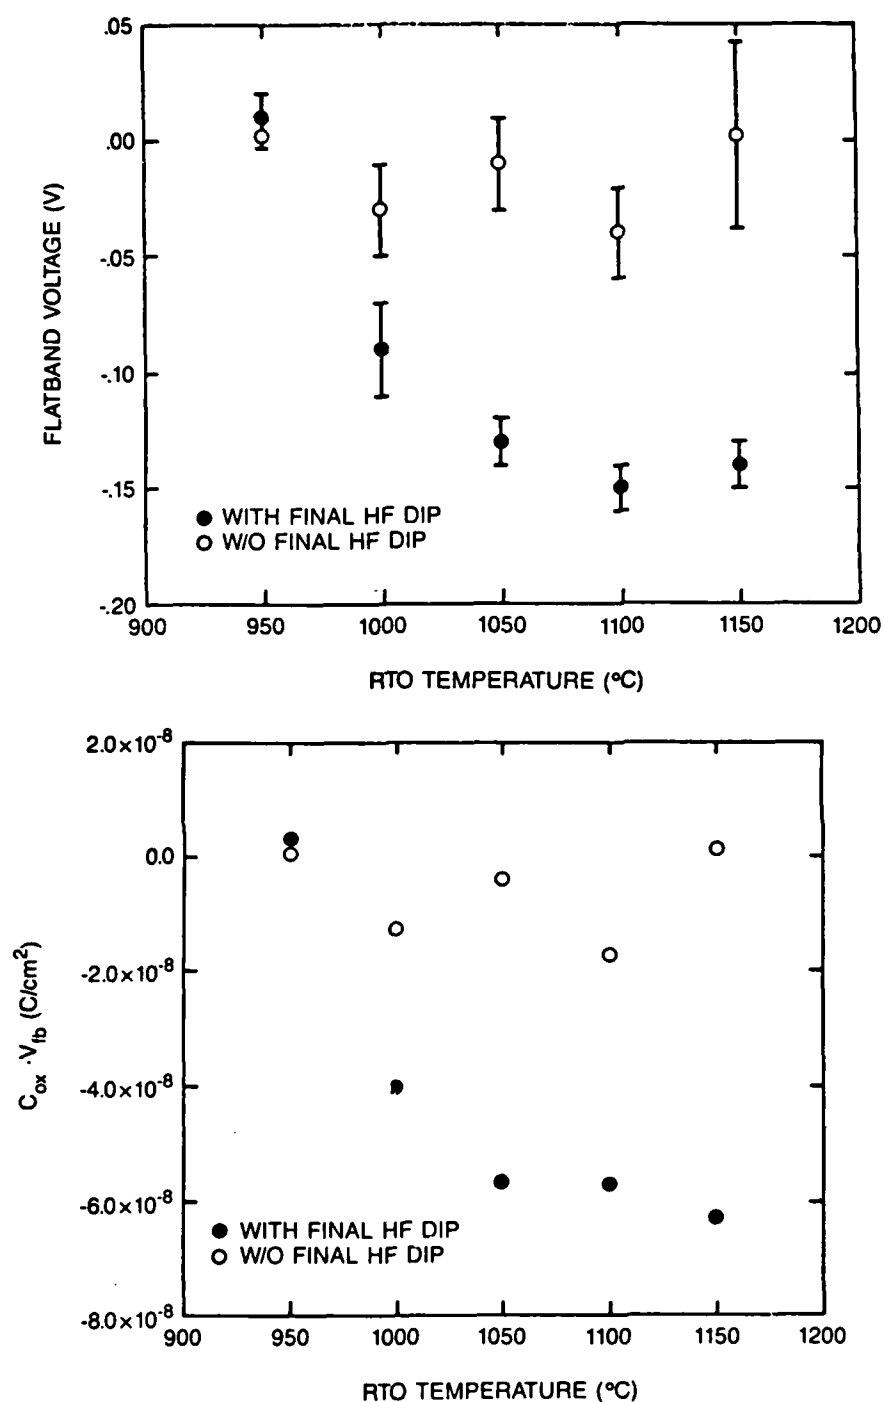 .05
.00
-.05
-.10
-.15
-.20
FLATBAND VOLTAGE (V)
● WITH FINAL HF DIP
○ W/O FINAL HF DIP
900 950 1000 1050 1100 1150 1200
RTO TEMPERATURE (°C)
2.0×10⁻⁸
0.0
-2.0×10⁻⁸
-4.0×10⁻⁸
-6.0×10⁻⁸
-8.0×10⁻⁸
C_ox · V_fb (C/cm²)
● WITH FINAL HF DIP
○ W/O FINAL HF DIP
900 950 1000 1050 1100 1150 1200
RTO TEMPERATURE (°C)